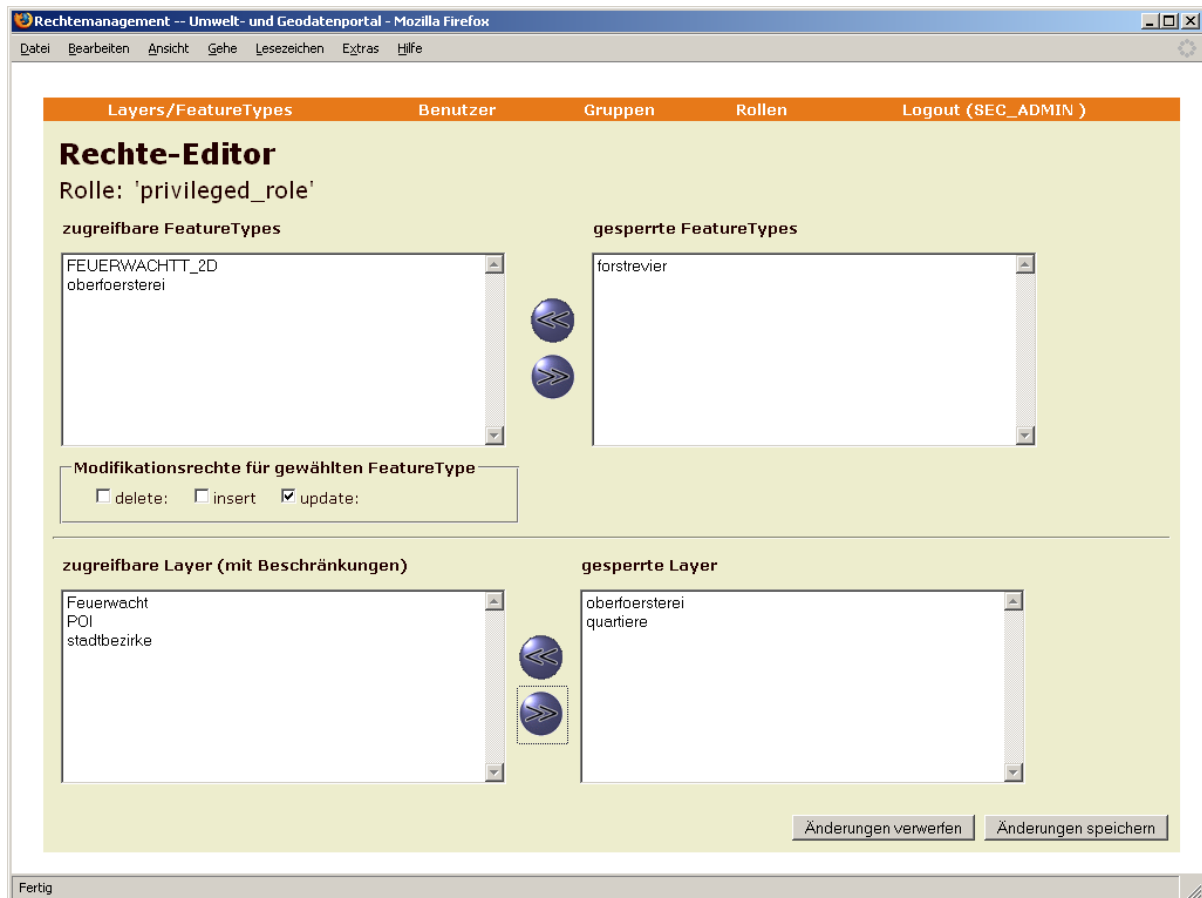 Rechtemanagement -- Umwelt- und Geodatenportal - Mozilla Firefox
Datei Bearbeiten Ansicht Gehe Lesezeichen Extras Hilfe
Layers/FeatureTypes Benutzer Gruppen Rollen Logout (SEC_ADMIN )
Rechte-Editor
Rolle: 'privileged_role'
zugreifbare FeatureTypes gesperrte FeatureTypes
FEUERWACHTT_2D forstrevier
oberfoersterei
Modifikationsrechte für gewählten FeatureType
delete: insert update:
zugreifbare Layer (mit Beschränkungen) gesperrte Layer
Feuerwacht oberfoersterei
POI quartiere
stadtbezirke
Änderungen verwerfen Änderungen speichern
Fertig